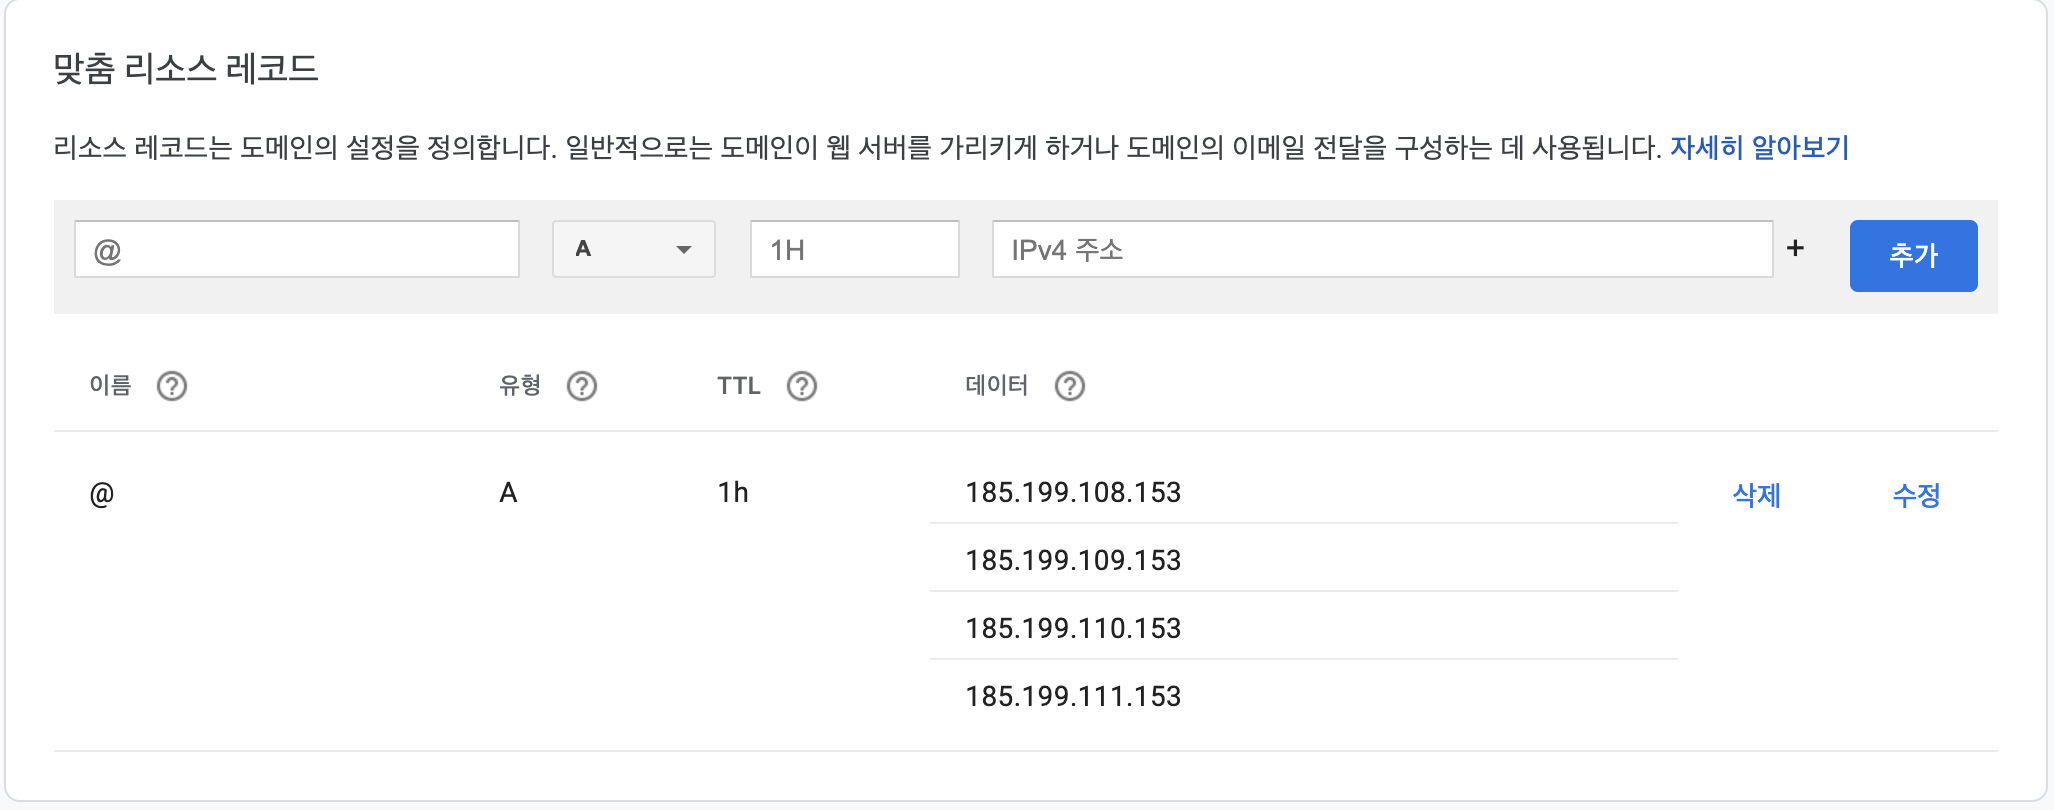 맞춤 리소스 레코드
리소스 레코드는 도메인의 설정을 정의합니다. 일반적으로는 도메인이 웹 서버를 가리키게 하거나 도메인의 이메일 전달을 구성하는 데 사용됩니다. 자세히 알아보기
@ A 1H IPv4 주소 + 추가
이름 ? 유형 ? TTL ? 데이터 ?
@ A 1h 185.199.108.153 삭제 수정
185.199.109.153
185.199.110.153
185.199.111.153